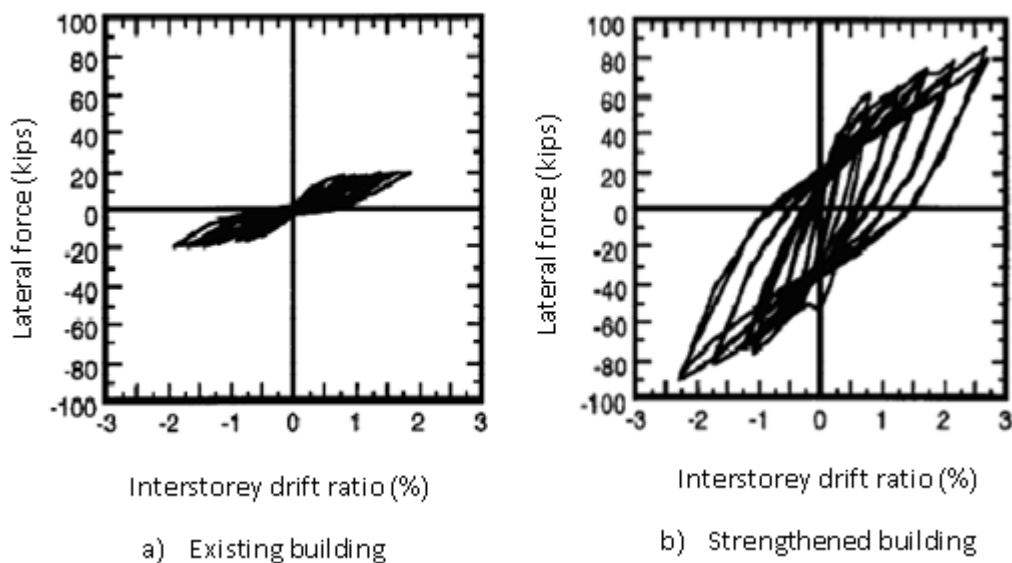 100
80
60
40
20
0
-20
-40
-60
-80
-100
-3 -2 -1 0 1 2 3
Lateral force (kips)
Interstorey drift ratio (%)
a) Existing building
100
80
60
40
20
0
-20
-40
-60
-80
-100
-3 -2 -1 0 1 2 3
Lateral force (kips)
Interstorey drift ratio (%)
b) Strengthened building